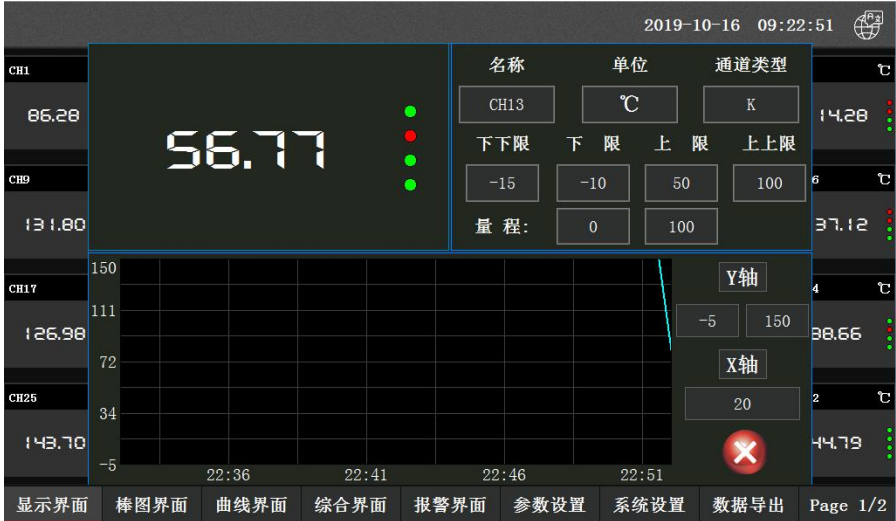 2019-10-16 09:22:51
CH1
℃
86.28
14.28
CH9
6 ℃
131.80
37.12
CH17
4 ℃
126.98
38.66
CH25
2 ℃
143.70
44.79
56.77
名称 单位 通道类型
CH13 ℃ K
下下限 下 限 上 限 上上限
-15 -10 50 100
量 程: 0 100
150
111
72
34
-5
22:36 22:41 22:46 22:51
Y轴
-5 150
X轴
20
显示界面 棒图界面 曲线界面 综合界面 报警界面 参数设置 系统设置 数据导出 Page 1/2